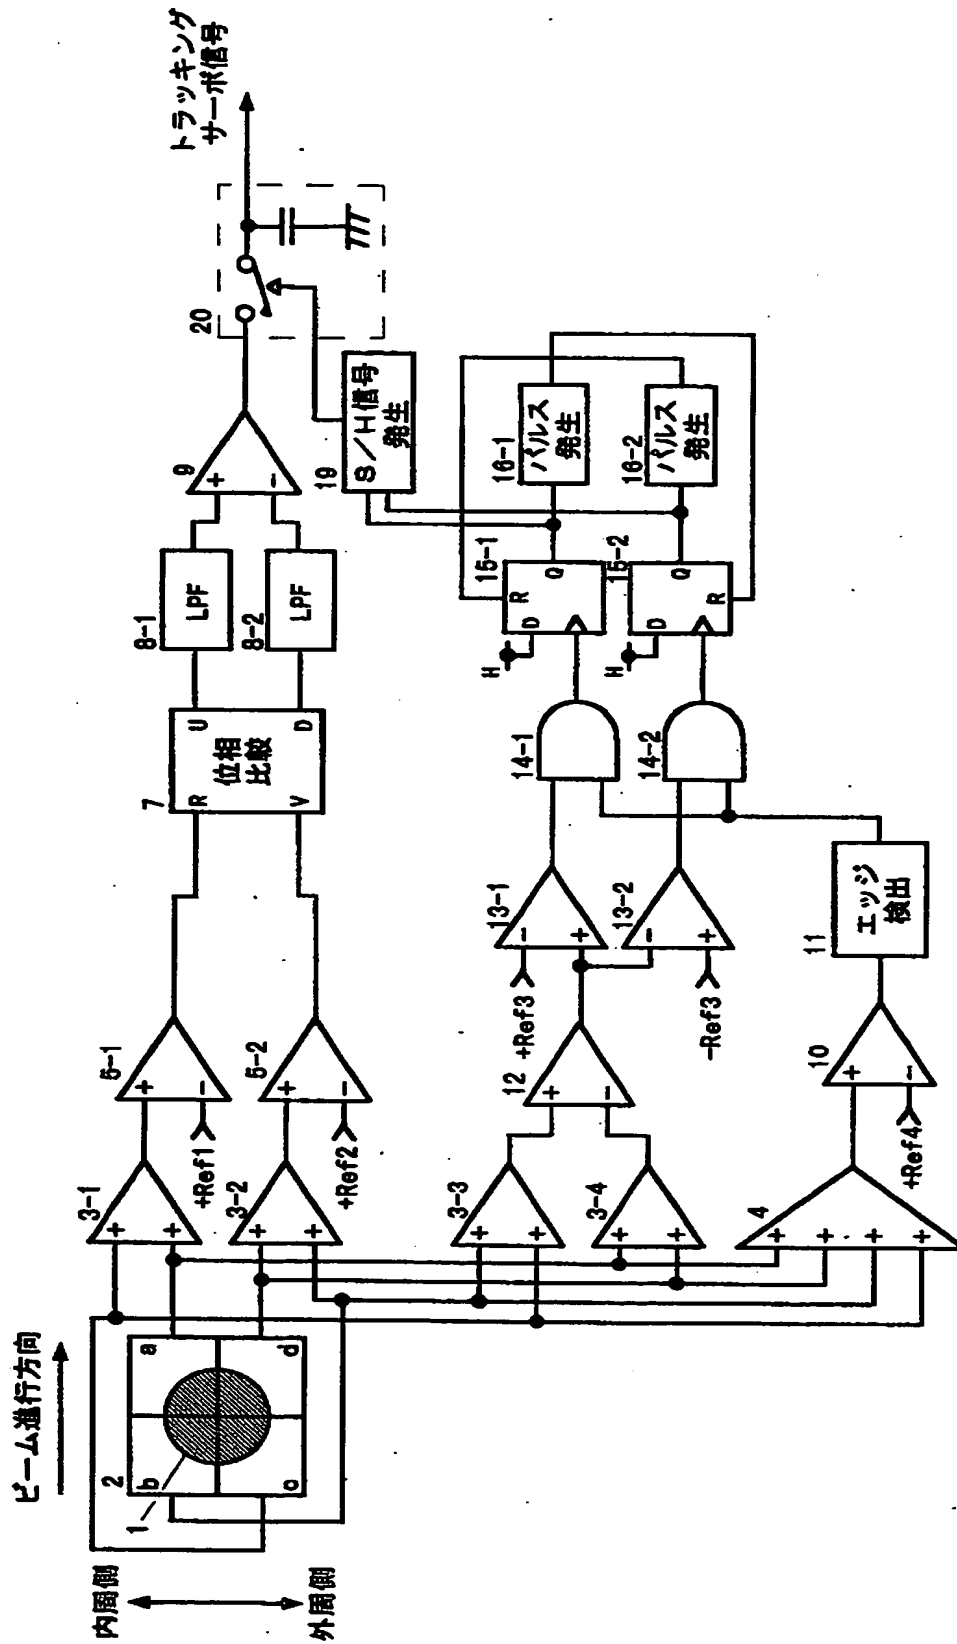 ビーム進行方向
内周側
外周側
1
2
a
b
c
d
3-1
+
+
3-2
+
+
3-3
+
+
3-4
+
+
4
+
+
+
+
5-1
+
−
+Ref1
5-2
+
−
+Ref2
7
R
V
位相
比較
U
D
8-1
LPF
8-2
LPF
9
+
−
20
トラッキング
サーボ信号
19
S/H信号
発生
12
+
−
13-1
−
+
+Ref3
13-2
−
+
-Ref3
10
+
−
+Ref4
11
エッジ
検出
14-1
14-2
15-1
H
D
R
Q
15-2
H
D
R
Q
16-1
パルス
発生
16-2
パルス
発生